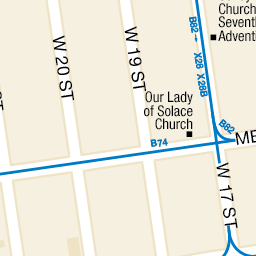 Church
Seventh
Adventi
B82
X28 X28B
W 20 ST
W 19 ST
Our Lady
of Solace
Church
B82
B74
ME
W 17 ST